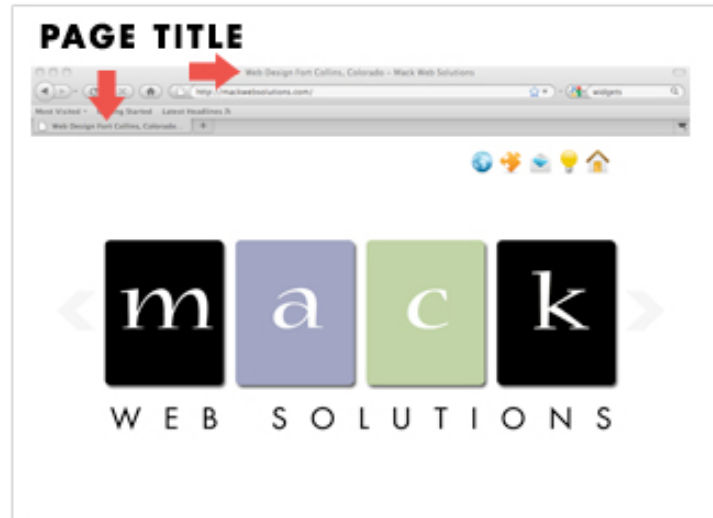 PAGE TITLE
Web Design Fort Collins, Colorado – Mack Web Solutions
http://mackwebsolutions.com/
widgets
Most Visited Getting Started Latest Headlines
Web Design Fort Collins, Colorado...
m a c k
WEB SOLUTIONS